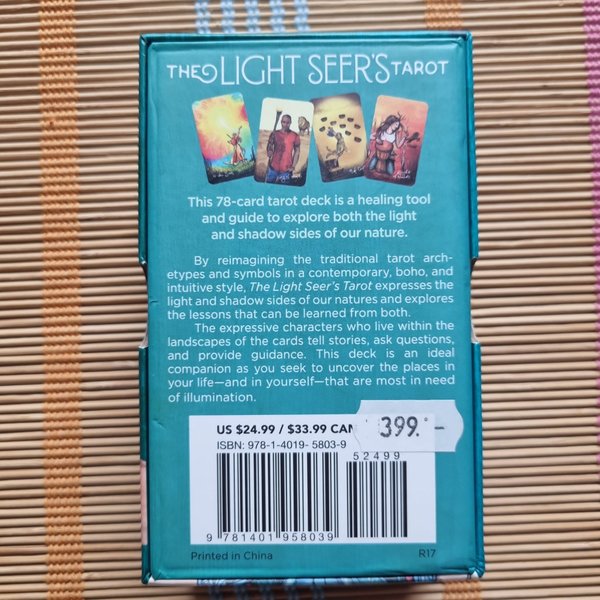 THE LIGHT SEER'S TAROT
This 78-card tarot deck is a healing tool
and guide to explore both the light
and shadow sides of our nature.
By reimagining the traditional tarot arch-
etypes and symbols in a contemporary, boho, and
intuitive style, The Light Seer's Tarot expresses the
light and shadow sides of our natures and explores
the lessons that can be learned from both.
The expressive characters who live within the
landscapes of the cards tell stories, ask questions,
and provide guidance. This deck is an ideal
companion as you seek to uncover the places in
your life—and in yourself—that are most in need
of illumination.
US $24.99 / $33.99 CAN
399.-
ISBN: 978-1-4019- 5803-9
52499
9 781401 958039
Printed in China
R17